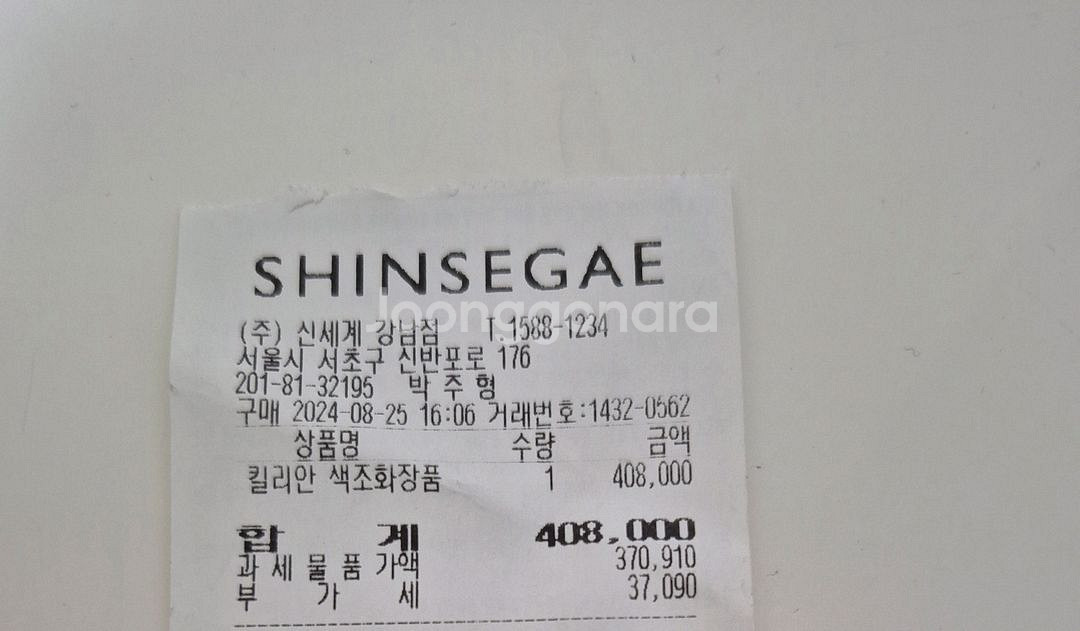 SHINSEGAE
Joonggonara
(주) 신세계 강남점 T.1588-1234
서울시 서초구 신반포로 176
201-81-32195 박 주 형
구매 2024-08-25 16:06 거래번호:1432-0562
상품명 수량 금액
킬리안 색조화장품 1 408,000
합 계 408,000
과 세 물 품 가액 370,910
부 가 세 37,090